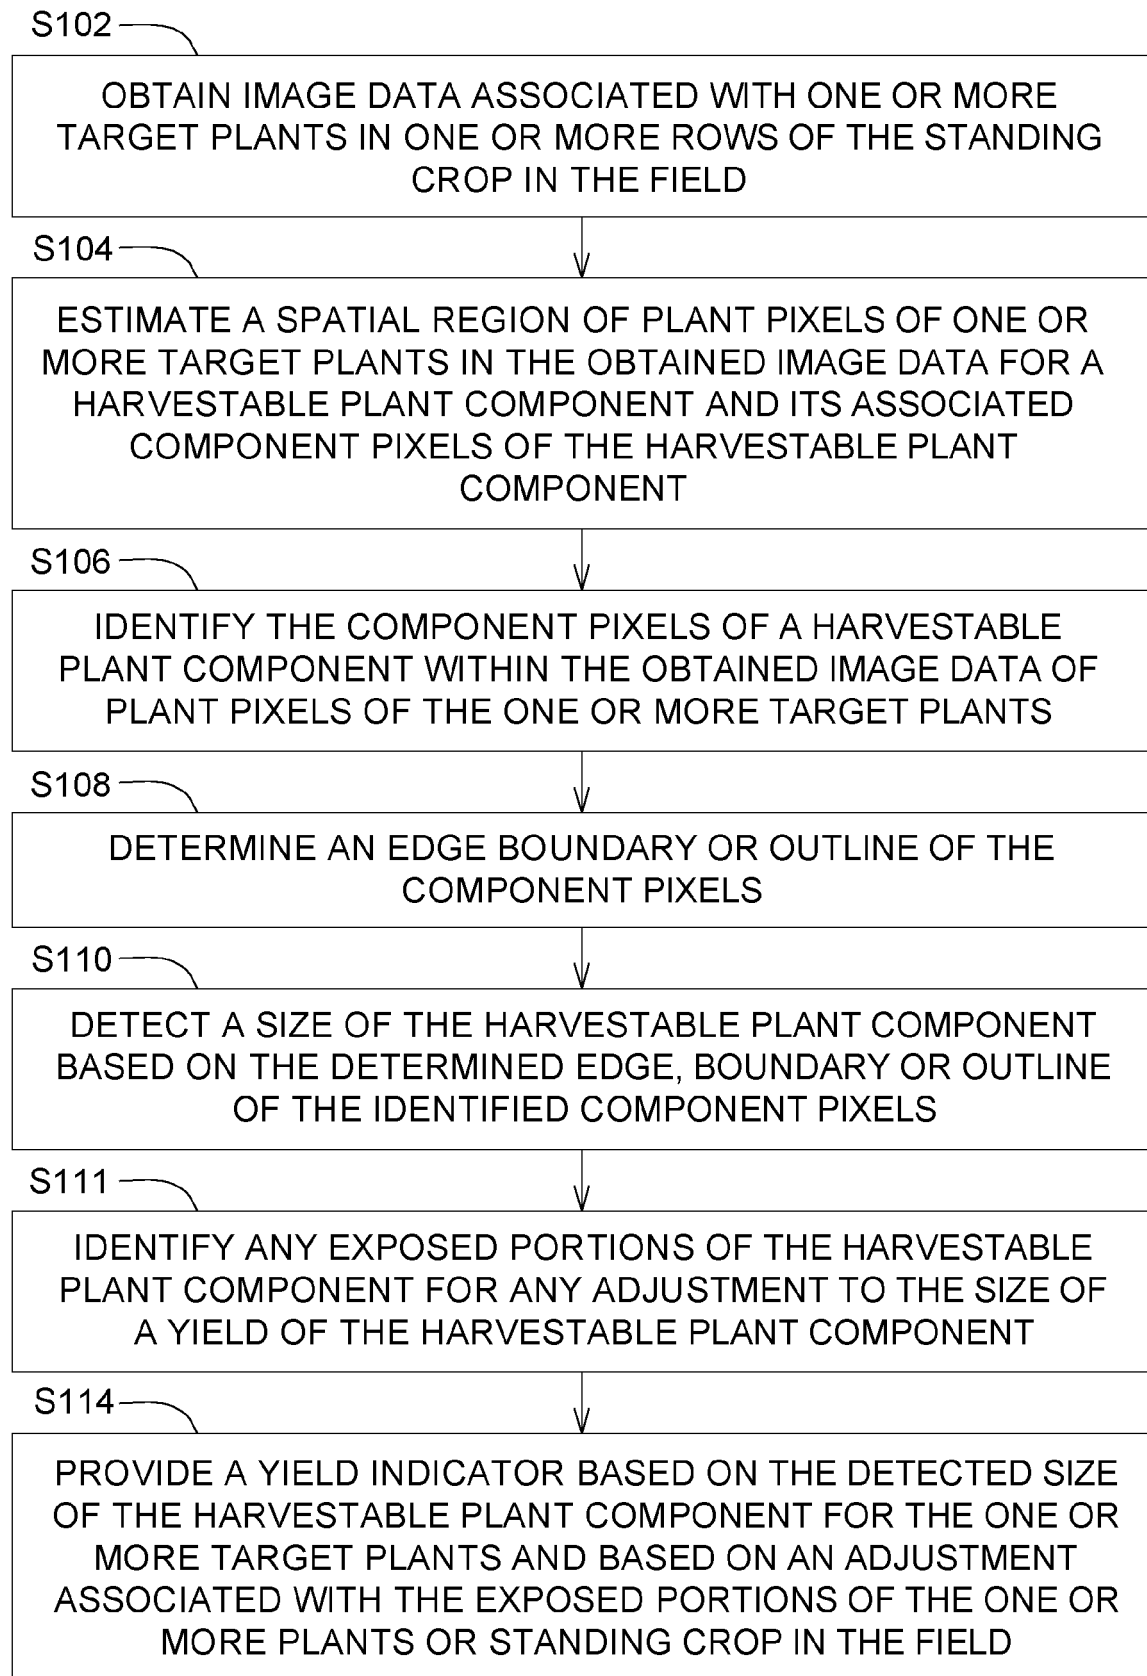 S102
OBTAIN IMAGE DATA ASSOCIATED WITH ONE OR MORE
TARGET PLANTS IN ONE OR MORE ROWS OF THE STANDING
CROP IN THE FIELD
S104
ESTIMATE A SPATIAL REGION OF PLANT PIXELS OF ONE OR
MORE TARGET PLANTS IN THE OBTAINED IMAGE DATA FOR A
HARVESTABLE PLANT COMPONENT AND ITS ASSOCIATED
COMPONENT PIXELS OF THE HARVESTABLE PLANT
COMPONENT
S106
IDENTIFY THE COMPONENT PIXELS OF A HARVESTABLE
PLANT COMPONENT WITHIN THE OBTAINED IMAGE DATA OF
PLANT PIXELS OF THE ONE OR MORE TARGET PLANTS
S108
DETERMINE AN EDGE BOUNDARY OR OUTLINE OF THE
COMPONENT PIXELS
S110
DETECT A SIZE OF THE HARVESTABLE PLANT COMPONENT
BASED ON THE DETERMINED EDGE, BOUNDARY OR OUTLINE
OF THE IDENTIFIED COMPONENT PIXELS
S111
IDENTIFY ANY EXPOSED PORTIONS OF THE HARVESTABLE
PLANT COMPONENT FOR ANY ADJUSTMENT TO THE SIZE OF
A YIELD OF THE HARVESTABLE PLANT COMPONENT
S114
PROVIDE A YIELD INDICATOR BASED ON THE DETECTED SIZE
OF THE HARVESTABLE PLANT COMPONENT FOR THE ONE OR
MORE TARGET PLANTS AND BASED ON AN ADJUSTMENT
ASSOCIATED WITH THE EXPOSED PORTIONS OF THE ONE OR
MORE PLANTS OR STANDING CROP IN THE FIELD